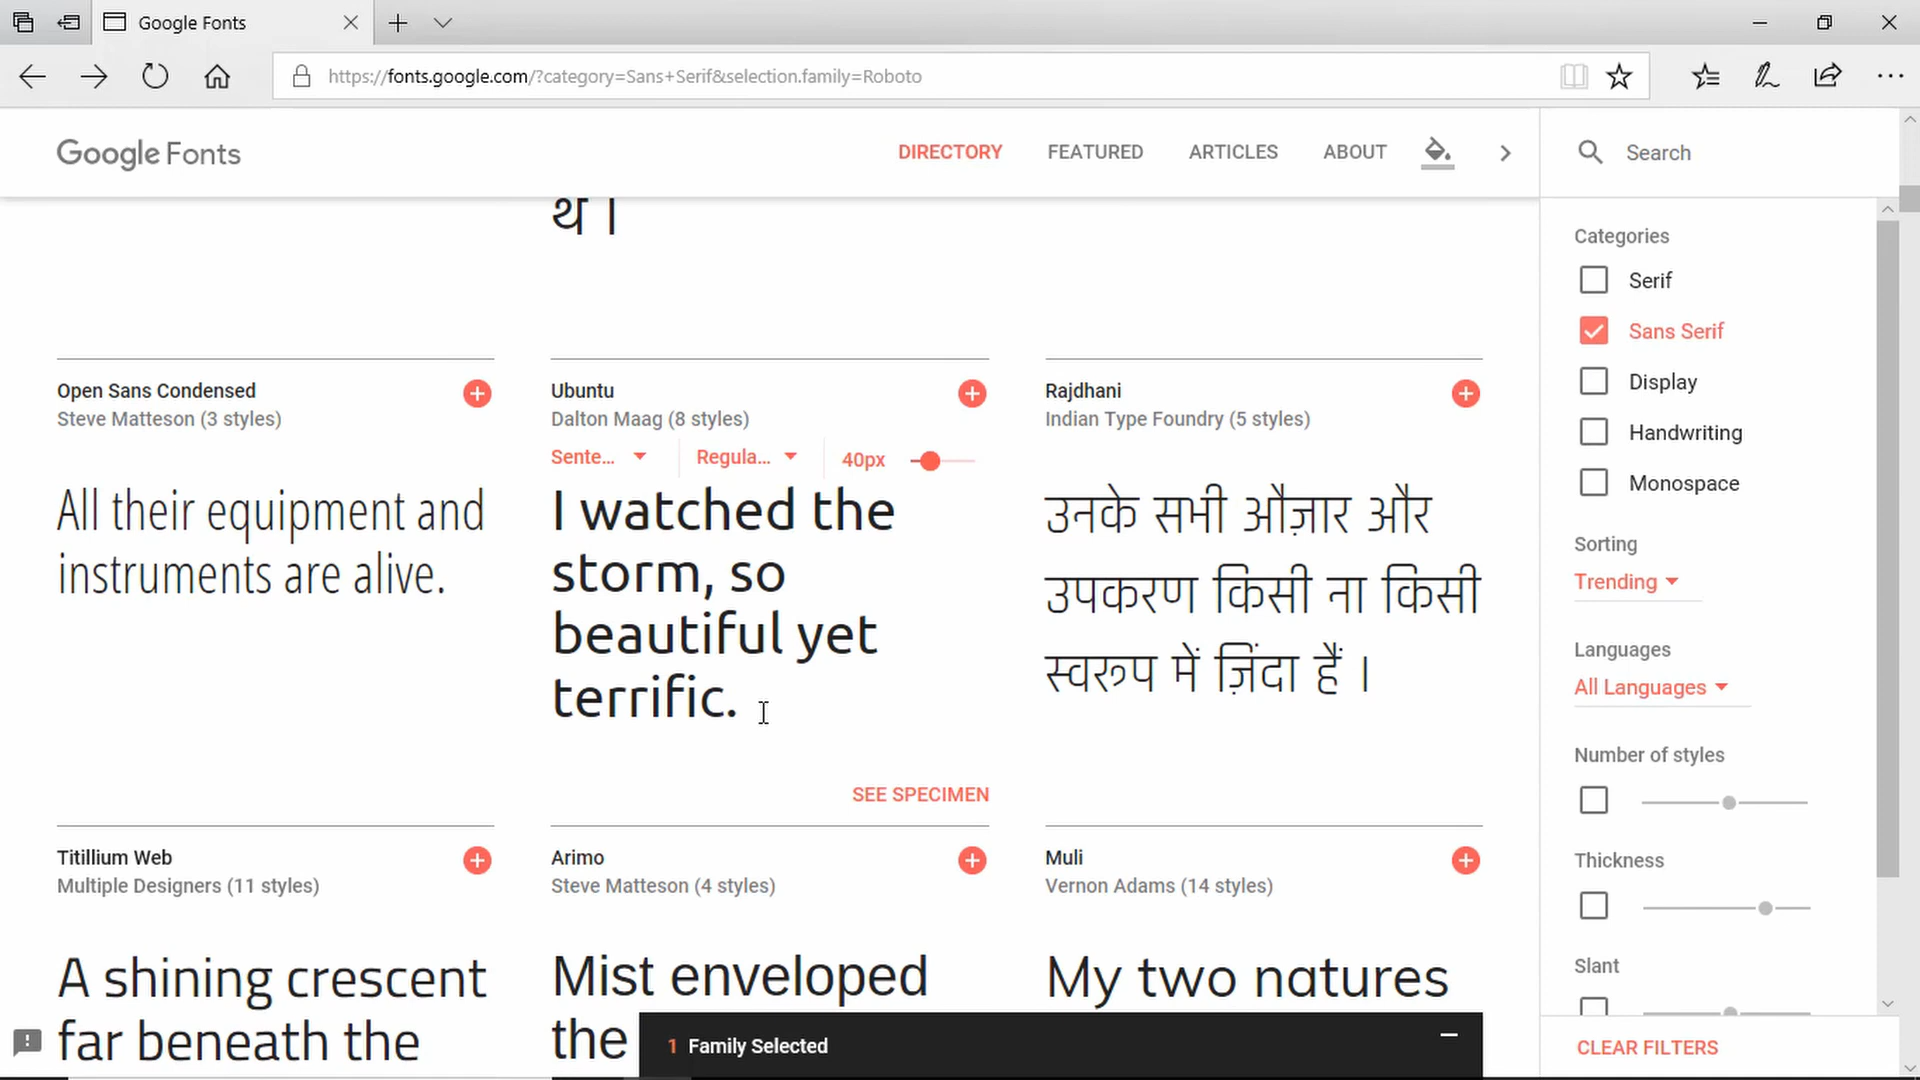 Google Fonts
https://fonts.google.com/?category=Sans+Serif&selection.family=Roboto
Google Fonts
DIRECTORY
FEATURED
ARTICLES
ABOUT
Search
थे ।
Open Sans Condensed
Steve Matteson (3 styles)
All their equipment and
instruments are alive.
Ubuntu
Dalton Maag (8 styles)
Sente...
Regula...
40px
I watched the
storm, so
beautiful yet
terrific.
SEE SPECIMEN
Rajdhani
Indian Type Foundry (5 styles)
उनके सभी औज़ार और
उपकरण किसी ना किसी
स्वरूप में ज़िंदा हैं ।
Titillium Web
Multiple Designers (11 styles)
A shining crescent
far beneath the
Arimo
Steve Matteson (4 styles)
Mist enveloped
the
Muli
Vernon Adams (14 styles)
My two natures
1 Family Selected
Categories
Serif
Sans Serif
Display
Handwriting
Monospace
Sorting
Trending
Languages
All Languages
Number of styles
Thickness
Slant
CLEAR FILTERS